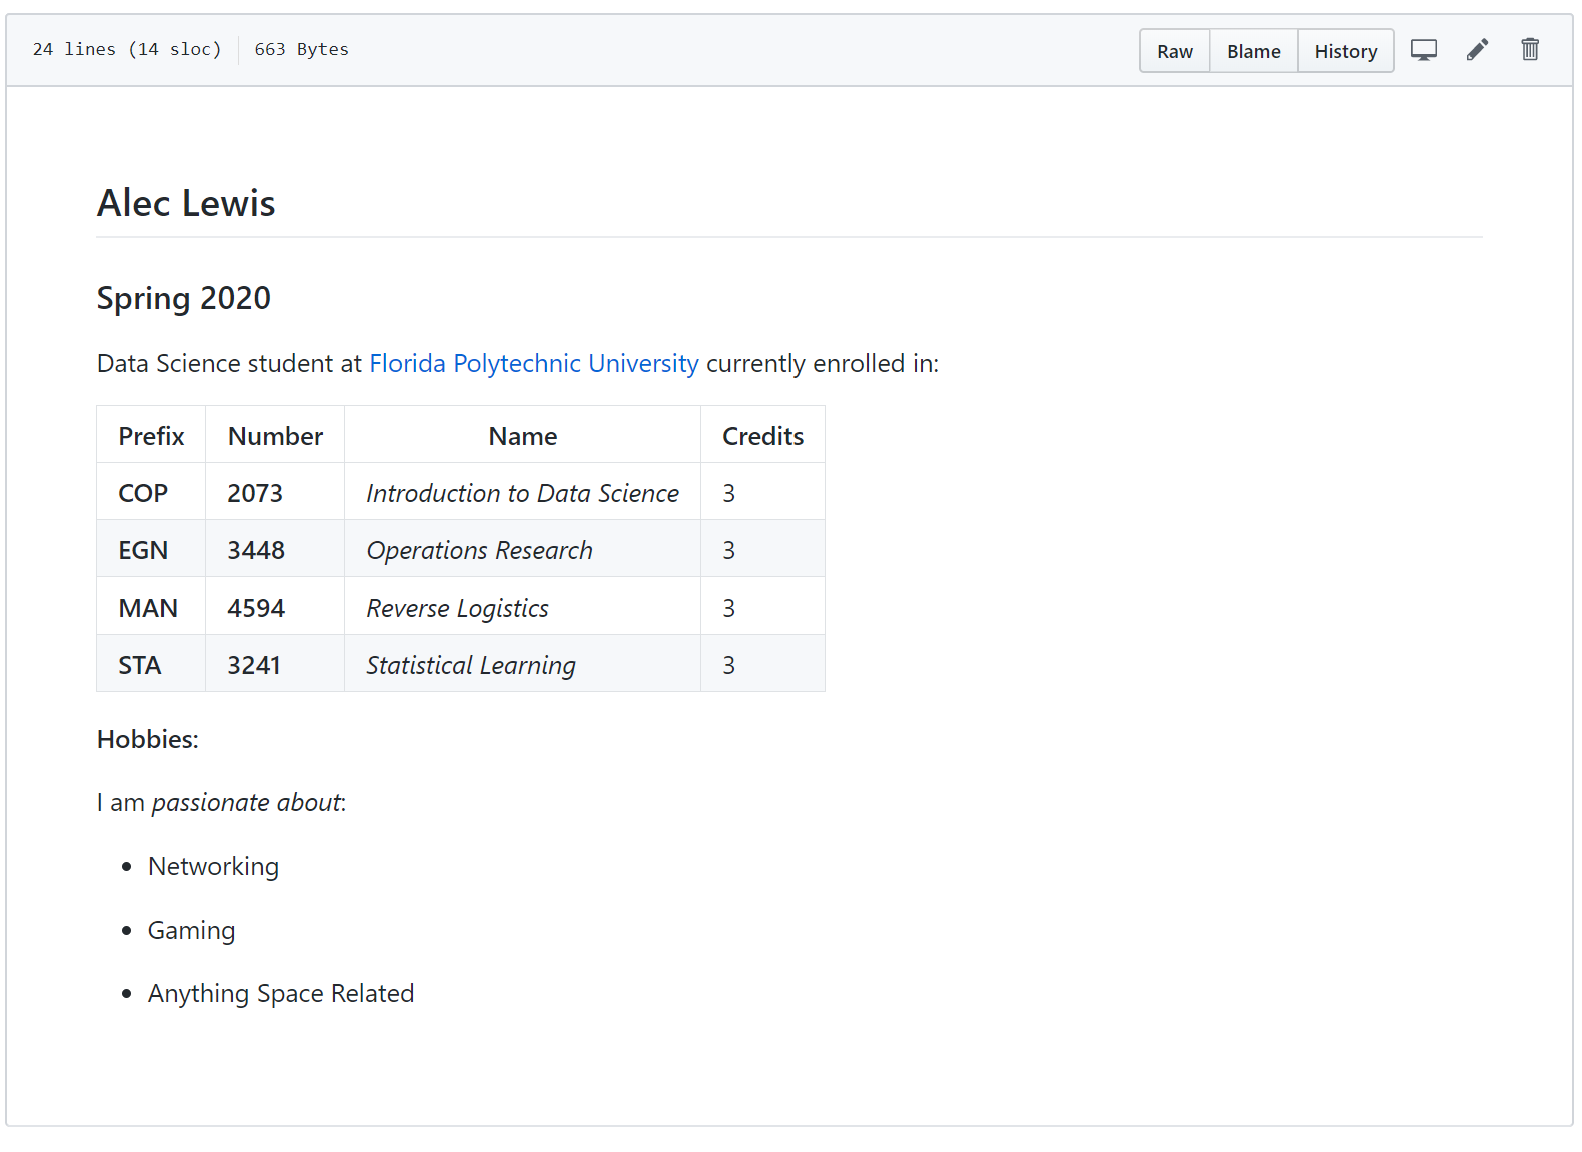 24 lines (14 sloc) 663 Bytes Raw Blame History
Alec Lewis
Spring 2020
Data Science student at Florida Polytechnic University currently enrolled in:
Prefix Number Name Credits
COP 2073 Introduction to Data Science 3
EGN 3448 Operations Research 3
MAN 4594 Reverse Logistics 3
STA 3241 Statistical Learning 3
Hobbies:
I am passionate about:
• Networking
• Gaming
• Anything Space Related